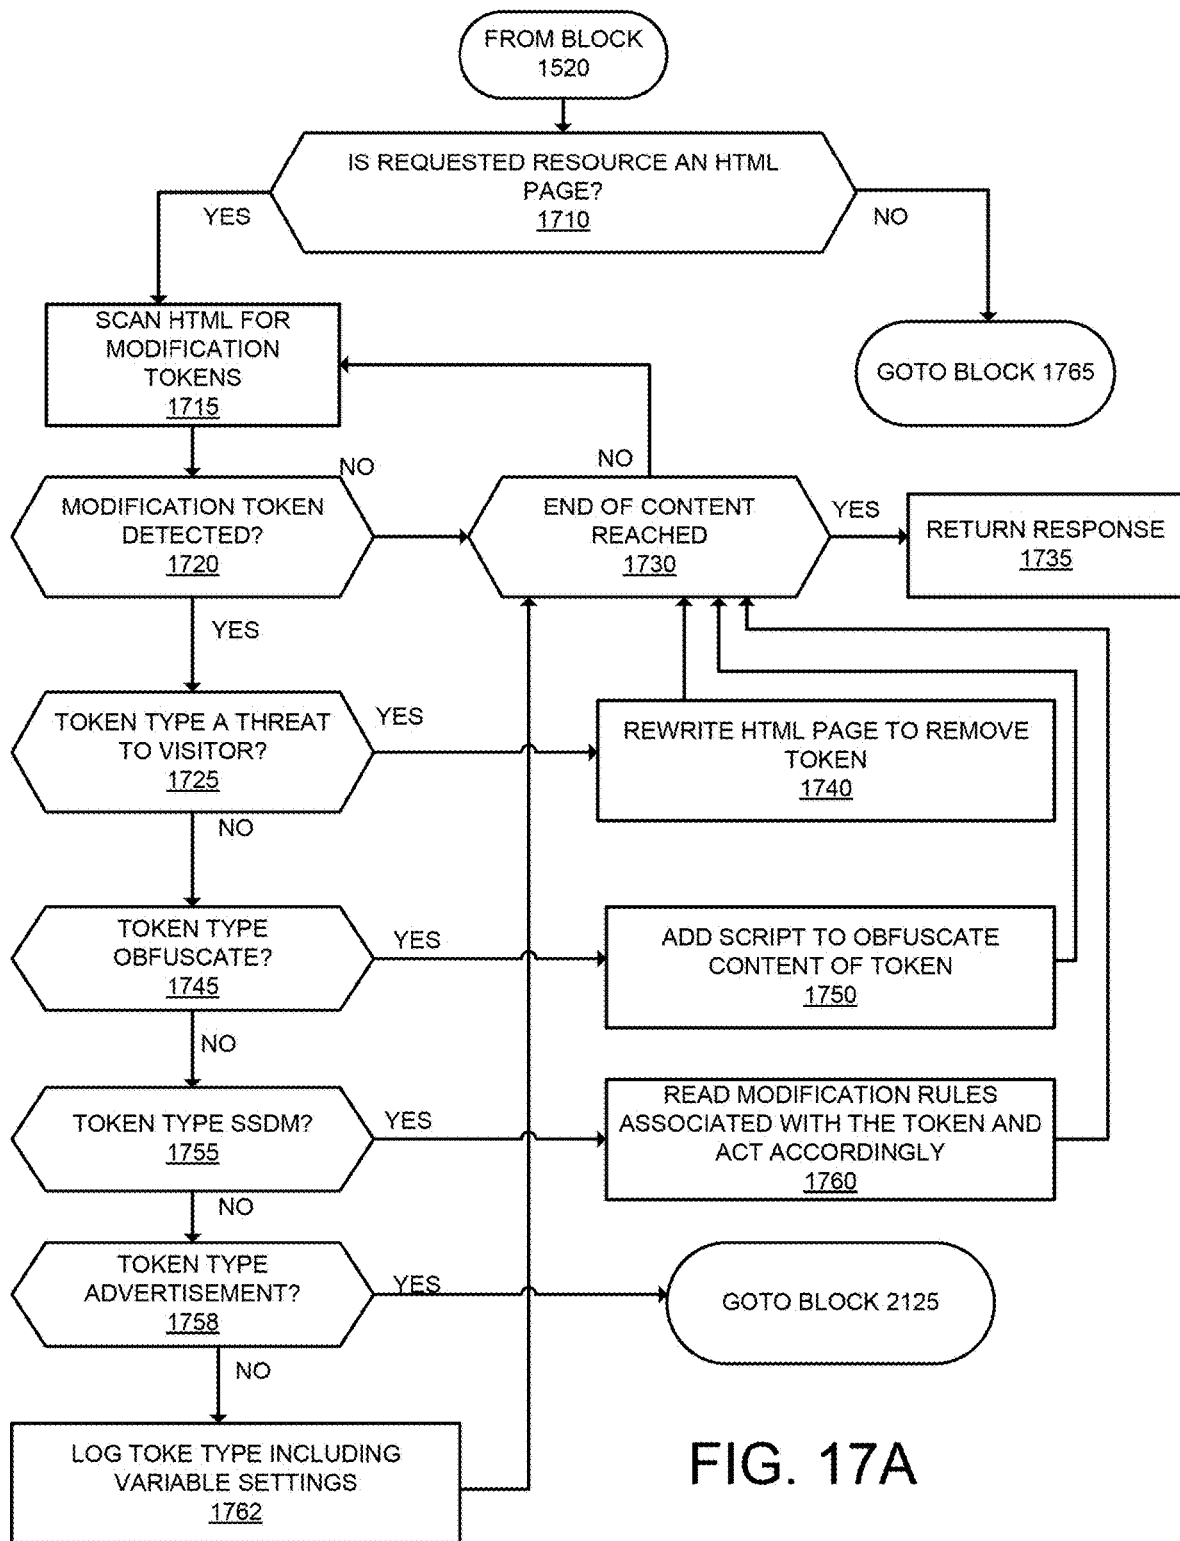 FROM BLOCK
1520
IS REQUESTED RESOURCE AN HTML
PAGE?
1710
YES
NO
SCAN HTML FOR
MODIFICATION
TOKENS
1715
GOTO BLOCK 1765
NO
NO
MODIFICATION TOKEN
DETECTED?
1720
END OF CONTENT
REACHED
1730
YES
RETURN RESPONSE
1735
YES
TOKEN TYPE A THREAT
TO VISITOR?
1725
YES
REWRITE HTML PAGE TO REMOVE
TOKEN
1740
NO
TOKEN TYPE
OBFUSCATE?
1745
YES
ADD SCRIPT TO OBFUSCATE
CONTENT OF TOKEN
1750
NO
TOKEN TYPE SSDM?
1755
YES
READ MODIFICATION RULES
ASSOCIATED WITH THE TOKEN AND
ACT ACCORDINGLY
1760
NO
TOKEN TYPE
ADVERTISEMENT?
1758
YES
GOTO BLOCK 2125
NO
LOG TOKE TYPE INCLUDING
VARIABLE SETTINGS
1762
FIG. 17A